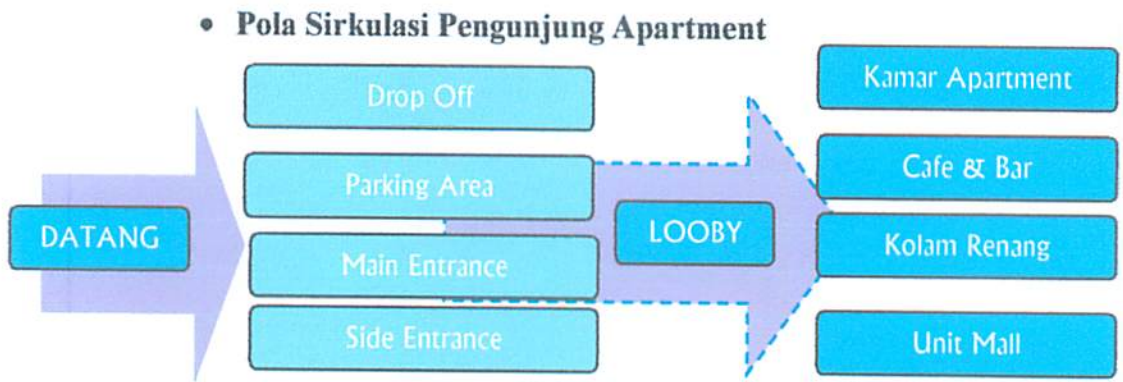 • Pola Sirkulasi Pengunjung Apartment
DATANG
Drop Off
Parking Area
Main Entrance
Side Entrance
LOOBY
Kamar Apartment
Cafe & Bar
Kolam Renang
Unit Mall